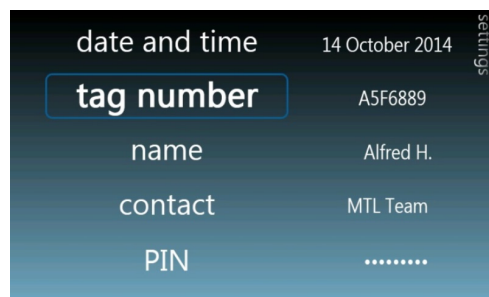 settings
date and time 14 October 2014
tag number A5F6889
name Alfred H.
contact MTL Team
PIN •••••••••